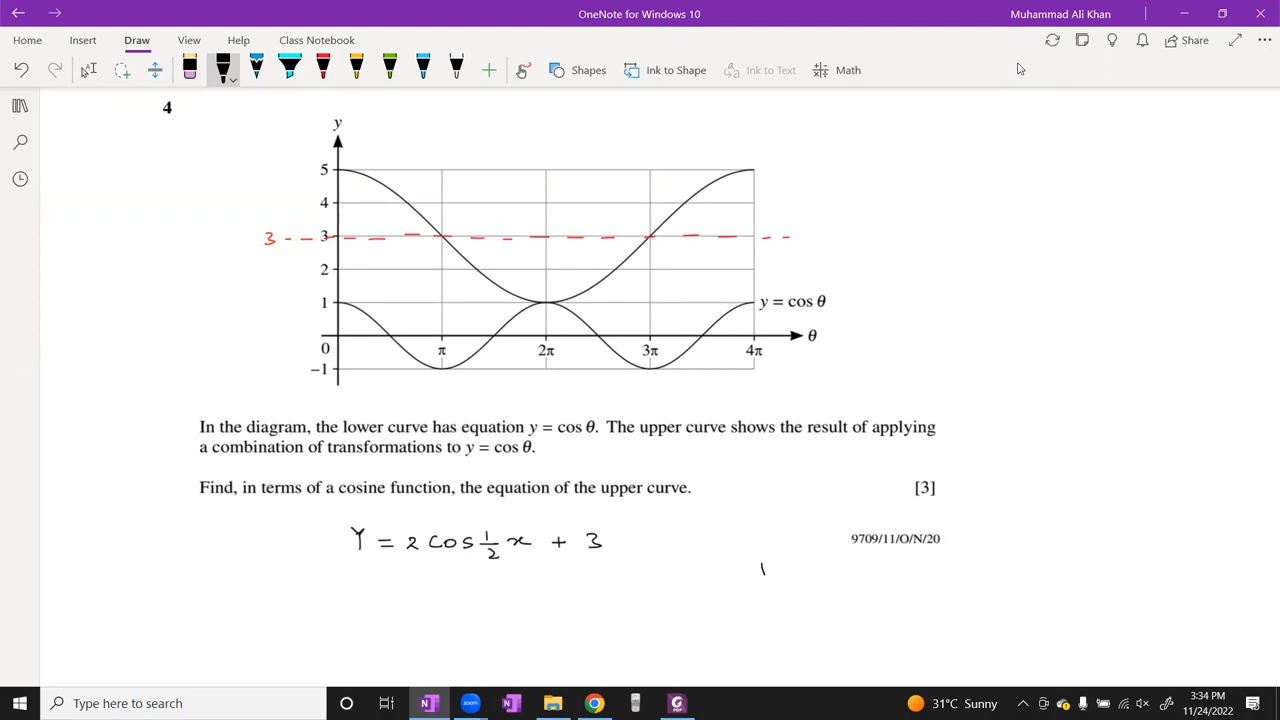 OneNote for Windows 10
Muhammad Ali Khan
Home Insert Draw View Help Class Notebook
Share
Shapes Ink to Shape Ink to Text Math
4
y
5
4
3 3
2
1
y = cos θ
0 π 2π 3π 4π θ
−1
In the diagram, the lower curve has equation y = cos θ. The upper curve shows the result of applying
a combination of transformations to y = cos θ.
Find, in terms of a cosine function, the equation of the upper curve. [3]
Y = 2 cos 1/2 x + 3
9709/11/O/N/20
Type here to search
zoom
PDF
31°C Sunny
3:34 PM
11/24/2022